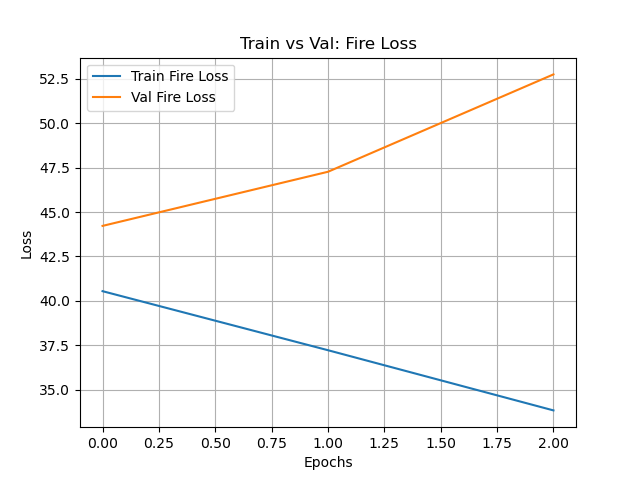 Train vs Val: Fire Loss
Train Fire Loss
Val Fire Loss
52.5
50.0
47.5
45.0
42.5
40.0
37.5
35.0
Loss
0.00 0.25 0.50 0.75 1.00 1.25 1.50 1.75 2.00
Epochs